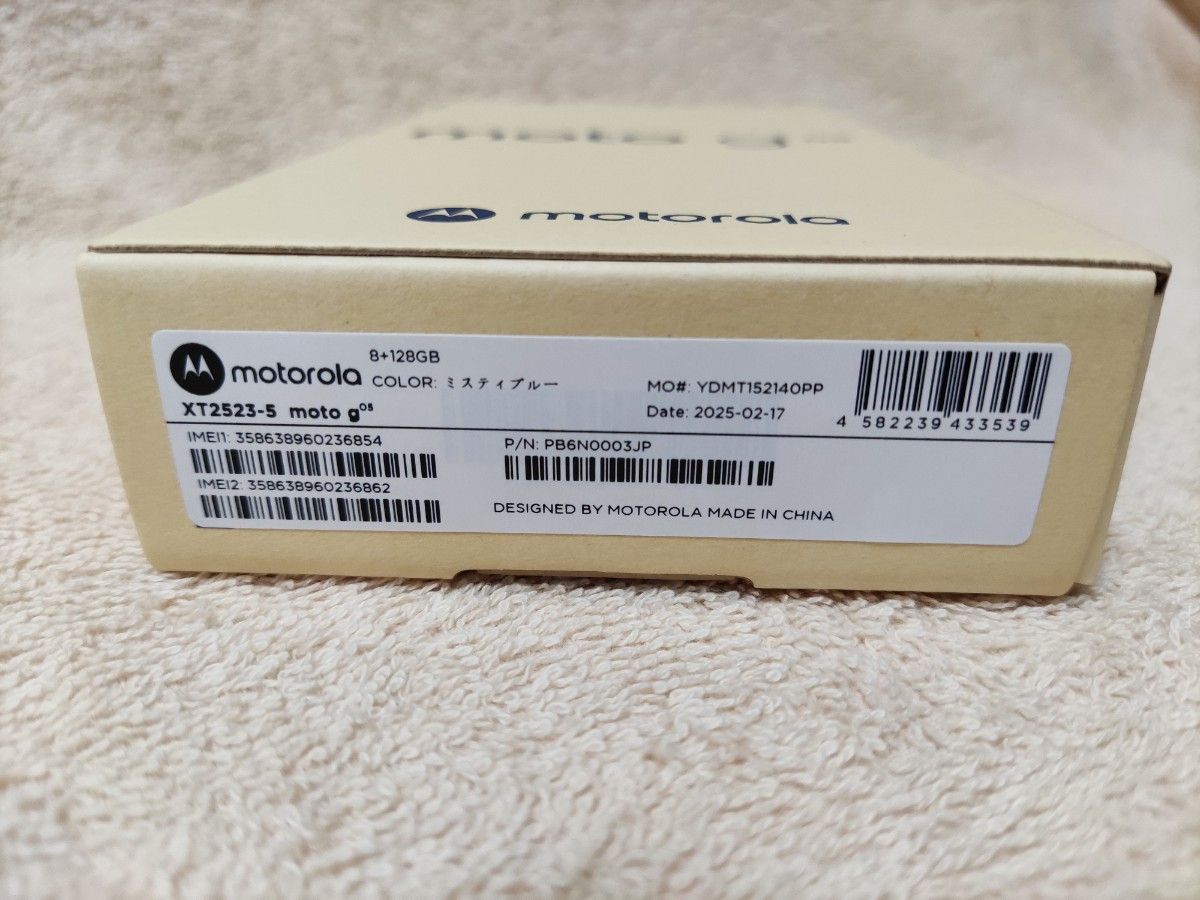 moto g
motorola
motorola
8+128GB
COLOR: ミスティブルー
XT2523-5 moto g05
MO#: YDMT152140PP
Date: 2025-02-17
4 582239 433539
IMEI1: 358638960236854
IMEI2: 358638960236862
P/N: PB6N0003JP
DESIGNED BY MOTOROLA MADE IN CHINA